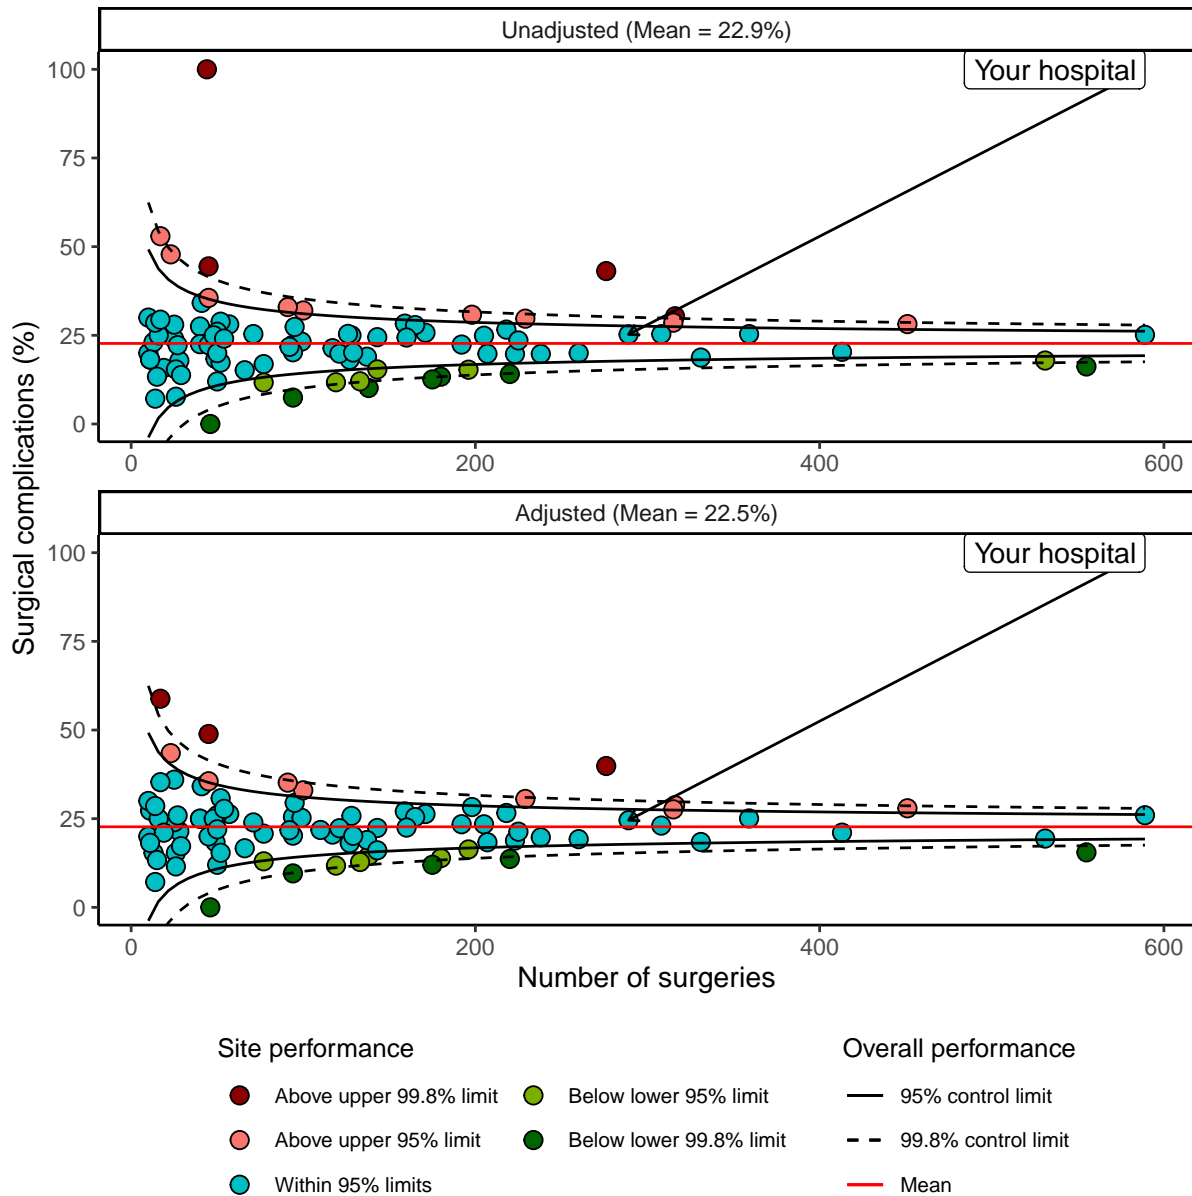 Unadjusted (Mean = 22.9%)
Your hospital
100
75
50
25
0
0 200 400 600
Adjusted (Mean = 22.5%)
Your hospital
100
75
50
25
0
0 200 400 600
Surgical complications (%)
Number of surgeries
Site performance
Above upper 99.8% limit
Above upper 95% limit
Within 95% limits
Below lower 95% limit
Below lower 99.8% limit
Overall performance
95% control limit
99.8% control limit
Mean